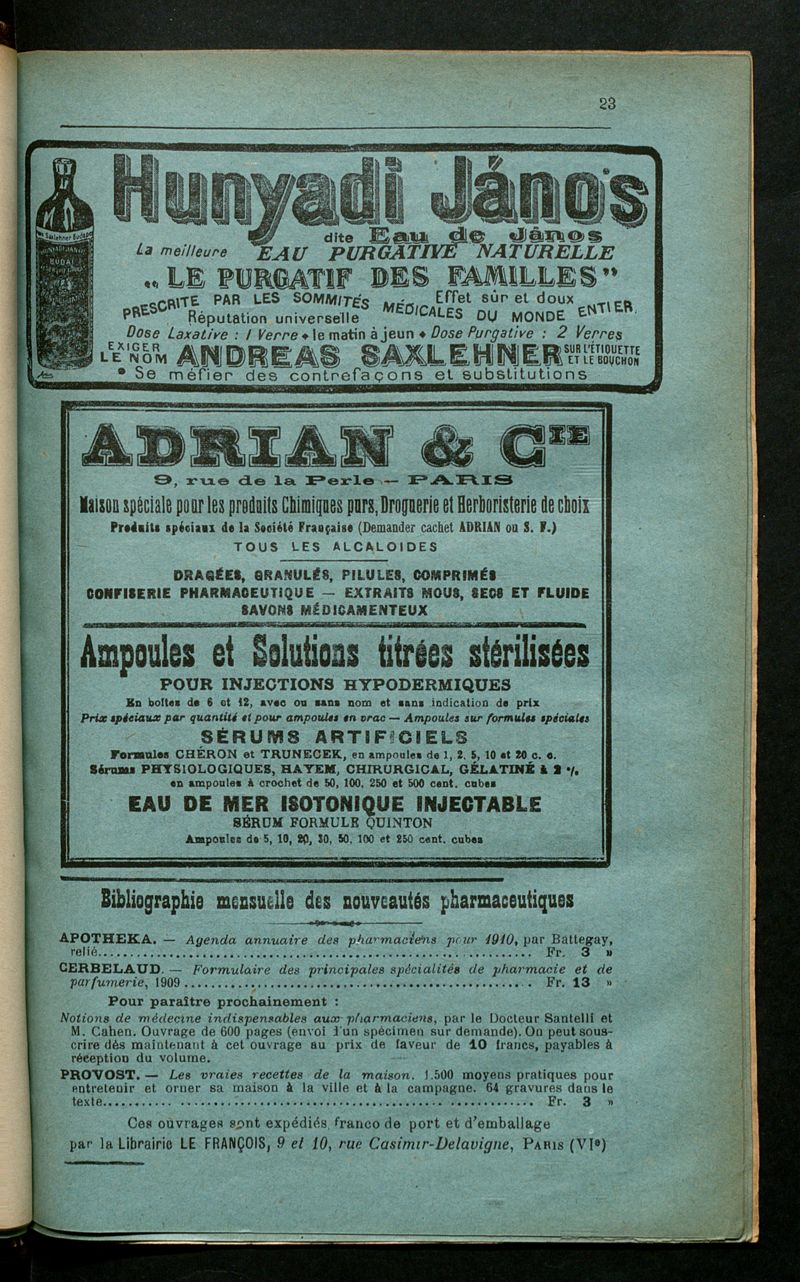 23
Hunyadi János
dite Eau de János
La meilleure EAU PURGATIVE NATURELLE
„ LE PURGATIF DES FAMILLES"
PRESCRITE PAR LES SOMMITÉS MÉDICALES DU MONDE ENTIER
Effet sûr et doux
Réputation universelle
Dose Laxative : 1 Verre ♦ le matin à jeun ♦ Dose Purgative : 2 Verres
EXIGER LE NOM ANDREAS SAXLEHNER SUR L'ÉTIQUETTE ET LE BOUCHON
• Se méfier des contrefaçons et substitutions
ADRIAN & CIE
9, rue de la Perle — PARIS
Maison spéciale pour les produits Chimiques purs, Droguerie et Herboristerie de choix
Produits spéciaux de la Société Française (Demander cachet ADRIAN ou S. F.)
TOUS LES ALCALOIDES
DRAGÉES, GRANULÉS, PILULES, COMPRIMÉS
CONFISERIE PHARMACEUTIQUE — EXTRAITS MOUS, SECS ET FLUIDE
SAVONS MÉDICAMENTEUX
Ampoules et Solutions titrées stérilisées
POUR INJECTIONS HYPODERMIQUES
En boîtes de 6 et 12, avec ou sans nom et sans indication de prix
Prix spéciaux par quantité et pour ampoules en vrac — Ampoules sur formules spéciales
SÉRUMS ARTIFICIELS
Formules CHÉRON et TRUNECEK, en ampoules de 1, 2, 5, 10 et 20 c. c.
Sérums PHYSIOLOGIQUES, HAYEM, CHIRURGICAL, GÉLATINÉ à 2 %
en ampoules à crochet de 50, 100, 250 et 500 cent. cubes
EAU DE MER ISOTONIQUE INJECTABLE
SÉRUM FORMULE QUINTON
Ampoules de 5, 10, 20, 30, 50, 100 et 250 cent. cubes
Bibliographie mensuelle des nouveautés pharmaceutiques
APOTHEKA. — Agenda annuaire des pharmaciens pour 1910, par Battegay,
relié........ Fr. 3 »
CERBELAUD. — Formulaire des principales spécialités de pharmacie et de
parfumerie, 1909........ Fr. 13 »
Pour paraître prochainement :
Notions de médecine indispensables aux pharmaciens, par le Docteur Santelli et
M. Cahen. Ouvrage de 600 pages (envoi d'un spécimen sur demande). On peut sous-
crire dès maintenant à cet ouvrage au prix de faveur de 10 francs, payables à
réception du volume.
PROVOST. — Les vraies recettes de la maison. 1.500 moyens pratiques pour
entretenir et orner sa maison à la ville et à la campagne. 64 gravures dans le
texte........ Fr. 3 »
Ces ouvrages sont expédiés franco de port et d'emballage
par la Librairie LE FRANÇOIS, 9 et 10, rue Casimir-Delavigne, PARIS (VIe)